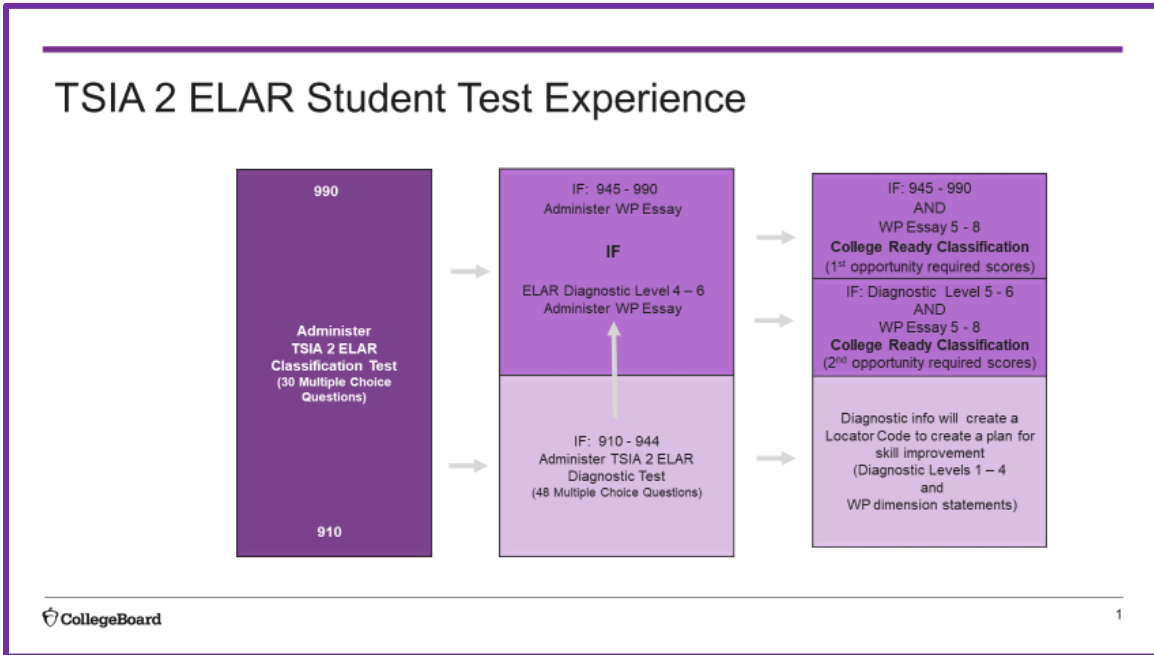 TSIA 2 ELAR Student Test Experience
990
Administer
TSIA 2 ELAR
Classification Test
(30 Multiple Choice
Questions)
910
IF: 945 - 990
Administer WP Essay
IF
ELAR Diagnostic Level 4 – 6
Administer WP Essay
IF: 910 - 944
Administer TSIA 2 ELAR
Diagnostic Test
(48 Multiple Choice Questions)
IF: 945 - 990
AND
WP Essay 5 - 8
College Ready Classification
(1st opportunity required scores)
IF: Diagnostic Level 5 - 6
AND
WP Essay 5 - 8
College Ready Classification
(2nd opportunity required scores)
Diagnostic info will create a
Locator Code to create a plan for
skill improvement
(Diagnostic Levels 1 – 4
and
WP dimension statements)
CollegeBoard
1